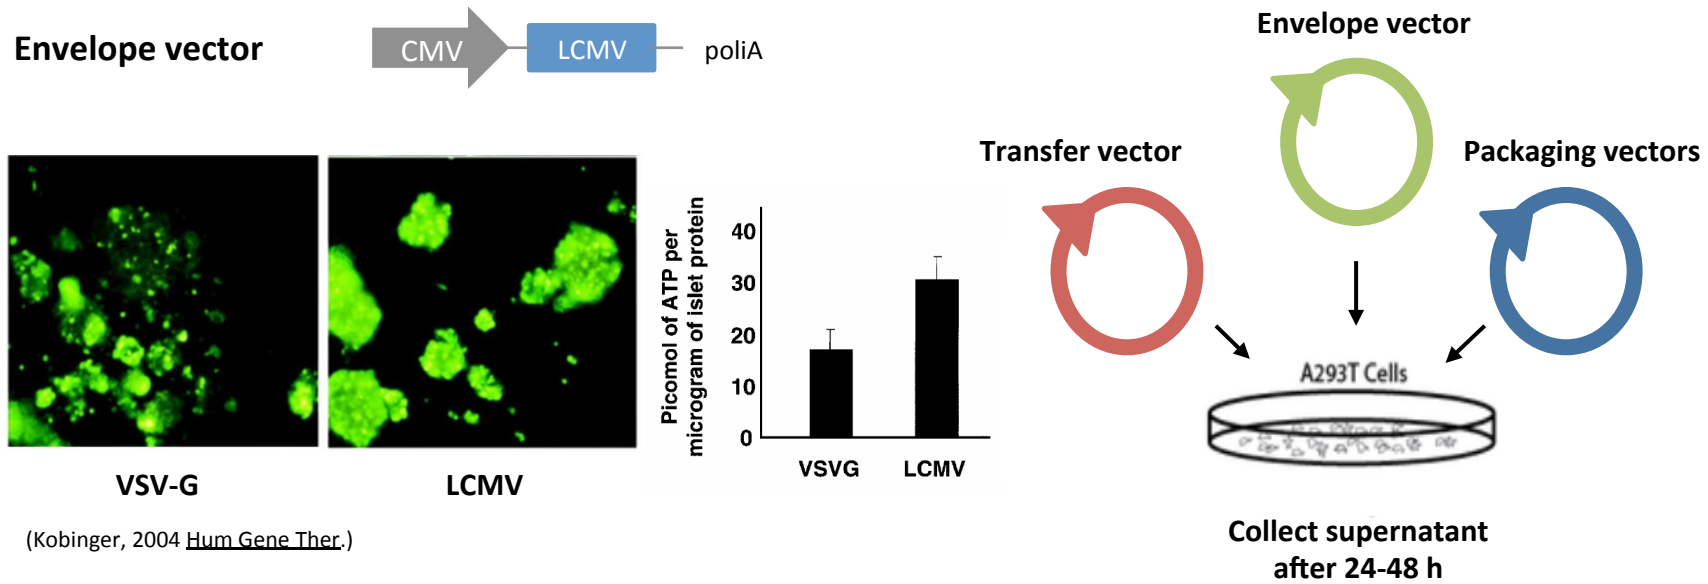 Envelope vector
CMV
LCMV
poliA
VSV-G
LCMV
(Kobinger, 2004 Hum Gene Ther.)
Picomol of ATP per
microgram of islet protein
40
30
20
10
0
VSVG
LCMV
Envelope vector
Transfer vector
Packaging vectors
A293T Cells
Collect supernatant
after 24-48 h